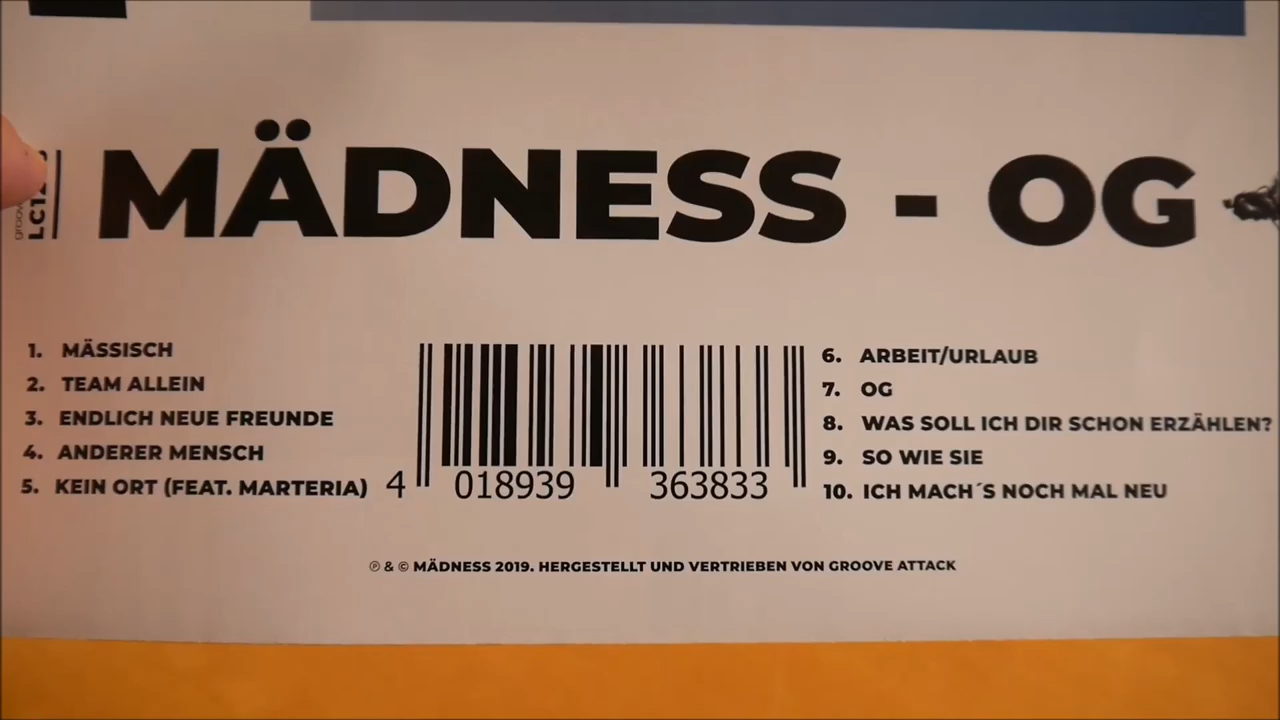 MÄDNESS - OG
1. MÄSSISCH
2. TEAM ALLEIN
3. ENDLICH NEUE FREUNDE
4. ANDERER MENSCH
5. KEIN ORT (FEAT. MARTERIA)
4 018939 363833
6. ARBEIT/URLAUB
7. OG
8. WAS SOLL ICH DIR SCHON ERZÄHLEN?
9. SO WIE SIE
10. ICH MACH´S NOCH MAL NEU
℗ & © MÄDNESS 2019. HERGESTELLT UND VERTRIEBEN VON GROOVE ATTACK